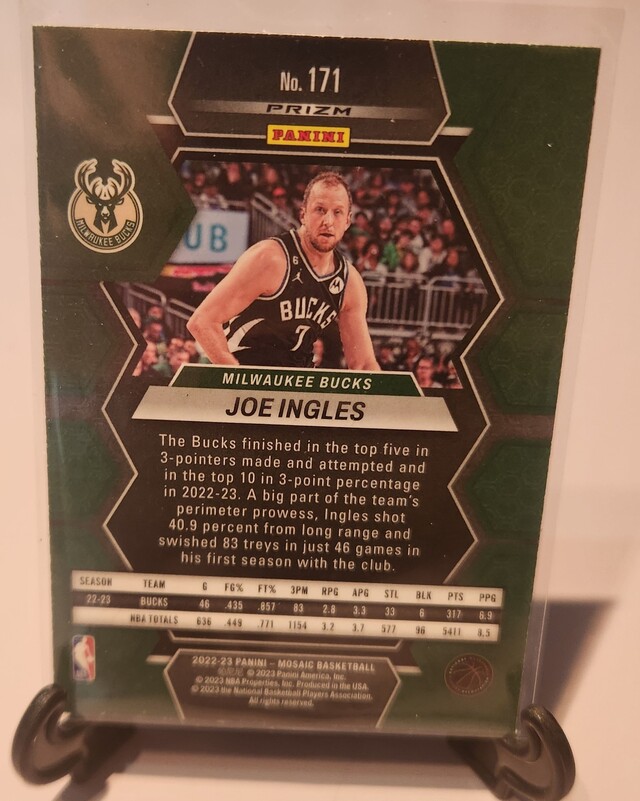 No. 171
PRIZM
PANINI
MILWAUKEE BUCKS
UB
6
BUCKS
7
MILWAUKEE BUCKS
JOE INGLES
The Bucks finished in the top five in
3-pointers made and attempted and
in the top 10 in 3-point percentage
in 2022-23. A big part of the team's
perimeter prowess, Ingles shot
40.9 percent from long range and
swished 83 treys in just 46 games in
his first season with the club.
SEASON TEAM G FG% FT% 3PM RPG APG STL BLK PTS PPG
22-23 BUCKS 46 .435 .857 83 2.8 3.3 33 6 317 6.9
NBA TOTALS 636 .449 .771 1154 3.2 3.7 577 96 5411 8.5
2022-23 PANINI – MOSAIC BASKETBALL
© 2023 Panini America, Inc.
© 2023 NBA Properties, Inc. Produced in the USA.
© 2023 the National Basketball Players Association.
All rights reserved.